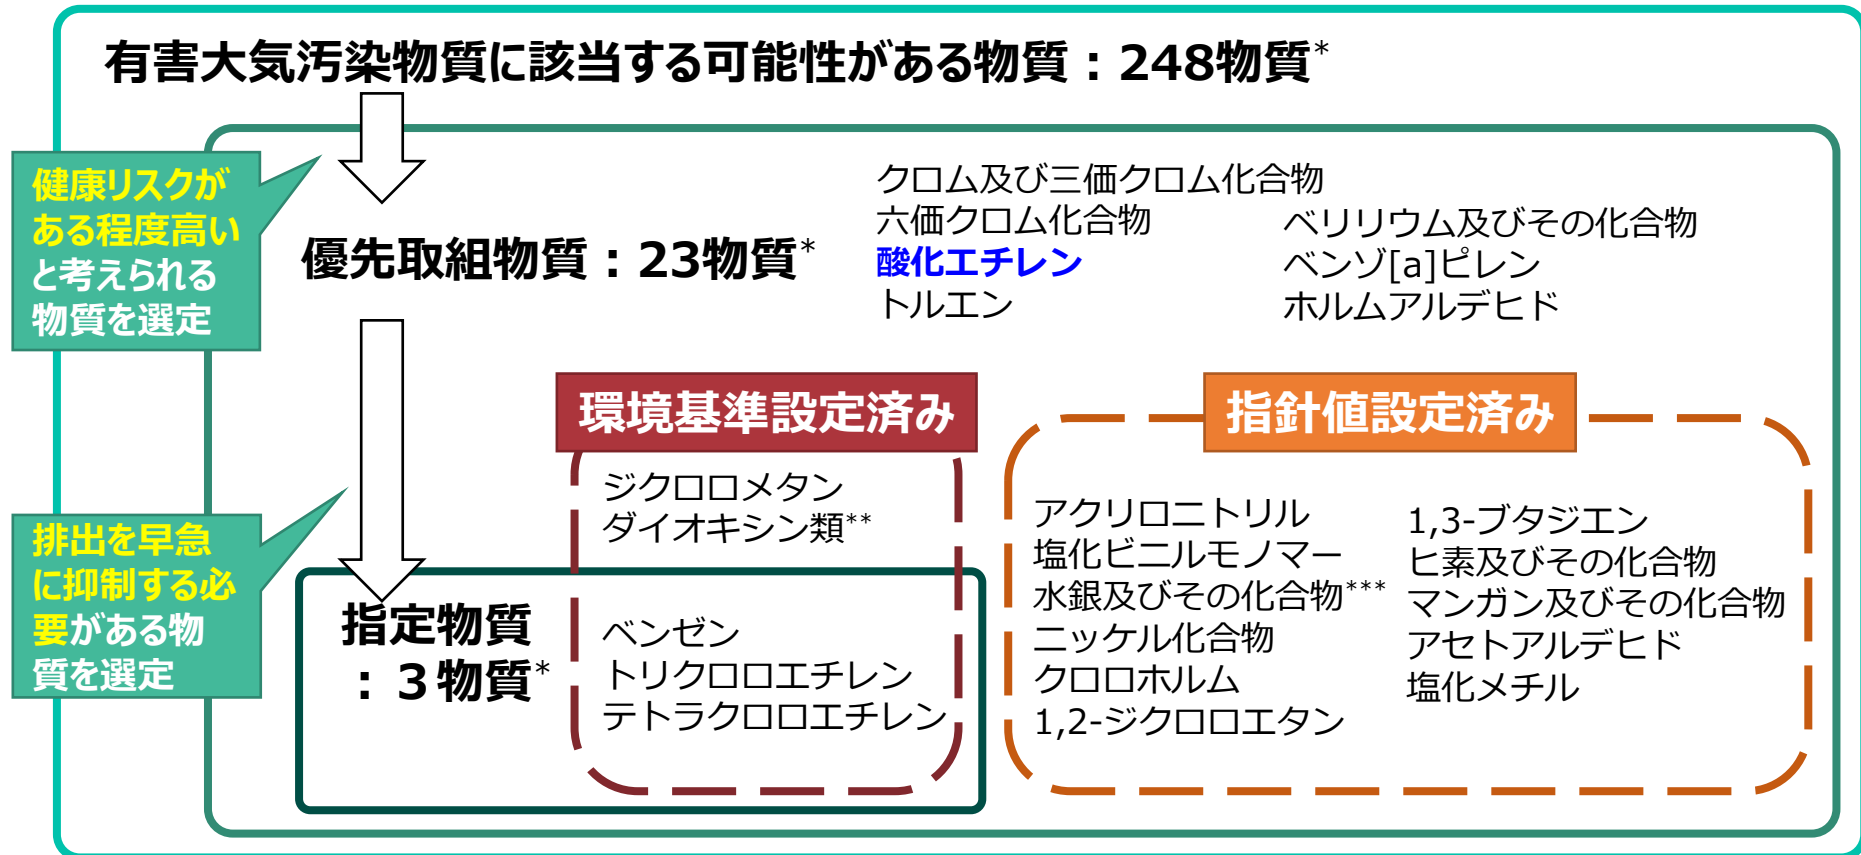 有害大気汚染物質に該当する可能性がある物質：248物質*
健康リスクが
ある程度高い
と考えられる
物質を選定
優先取組物質：23物質*
クロム及び三価クロム化合物
六価クロム化合物
酸化エチレン
トルエン
ベリリウム及びその化合物
ベンゾ[a]ピレン
ホルムアルデヒド
環境基準設定済み
ジクロロメタン
ダイオキシン類**
排出を早急
に抑制する必
要がある物
質を選定
指定物質
：３物質*
ベンゼン
トリクロロエチレン
テトラクロロエチレン
指針値設定済み
アクリロニトリル
塩化ビニルモノマー
水銀及びその化合物***
ニッケル化合物
クロロホルム
1,2-ジクロロエタン
1,3-ブタジエン
ヒ素及びその化合物
マンガン及びその化合物
アセトアルデヒド
塩化メチル